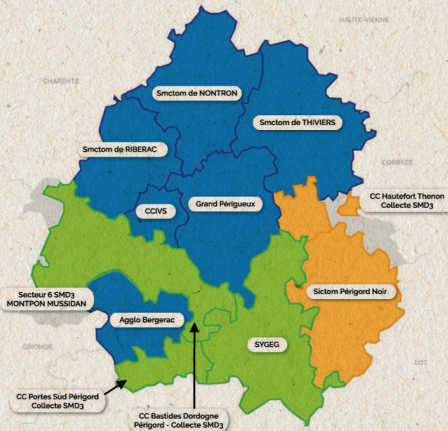 HAUTE-VIENNE
CHARENTE
Smctom de NONTRON
Smctom de THIVIERS
Smctom de RIBERAC
CORRÈZE
CC Hautefort Thenon
Collecte SMD3
CCIVS
Grand Périgueux
Secteur 6 SMD3
MONTPON MUSSIDAN
Sictom Périgord Noir
Agglo Bergerac
GIRONDE
SYGEG
LOT
CC Portes Sud Périgord
Collecte SMD3
CC Bastides Dordogne
Périgord - Collecte SMD3